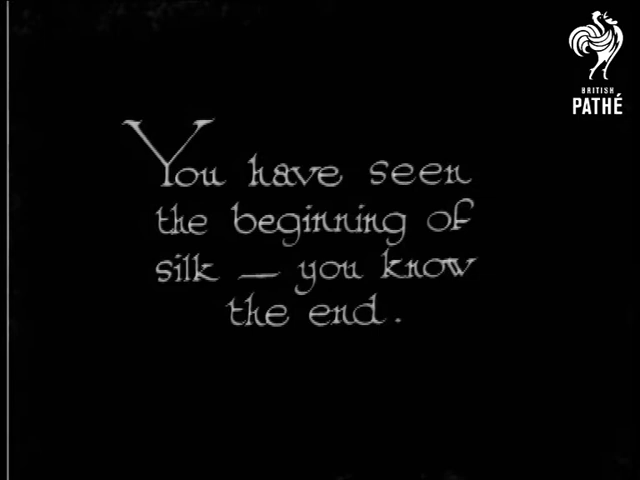 BRITISH
PATHÉ
You have seen
the beginning of
silk — you know
the end.